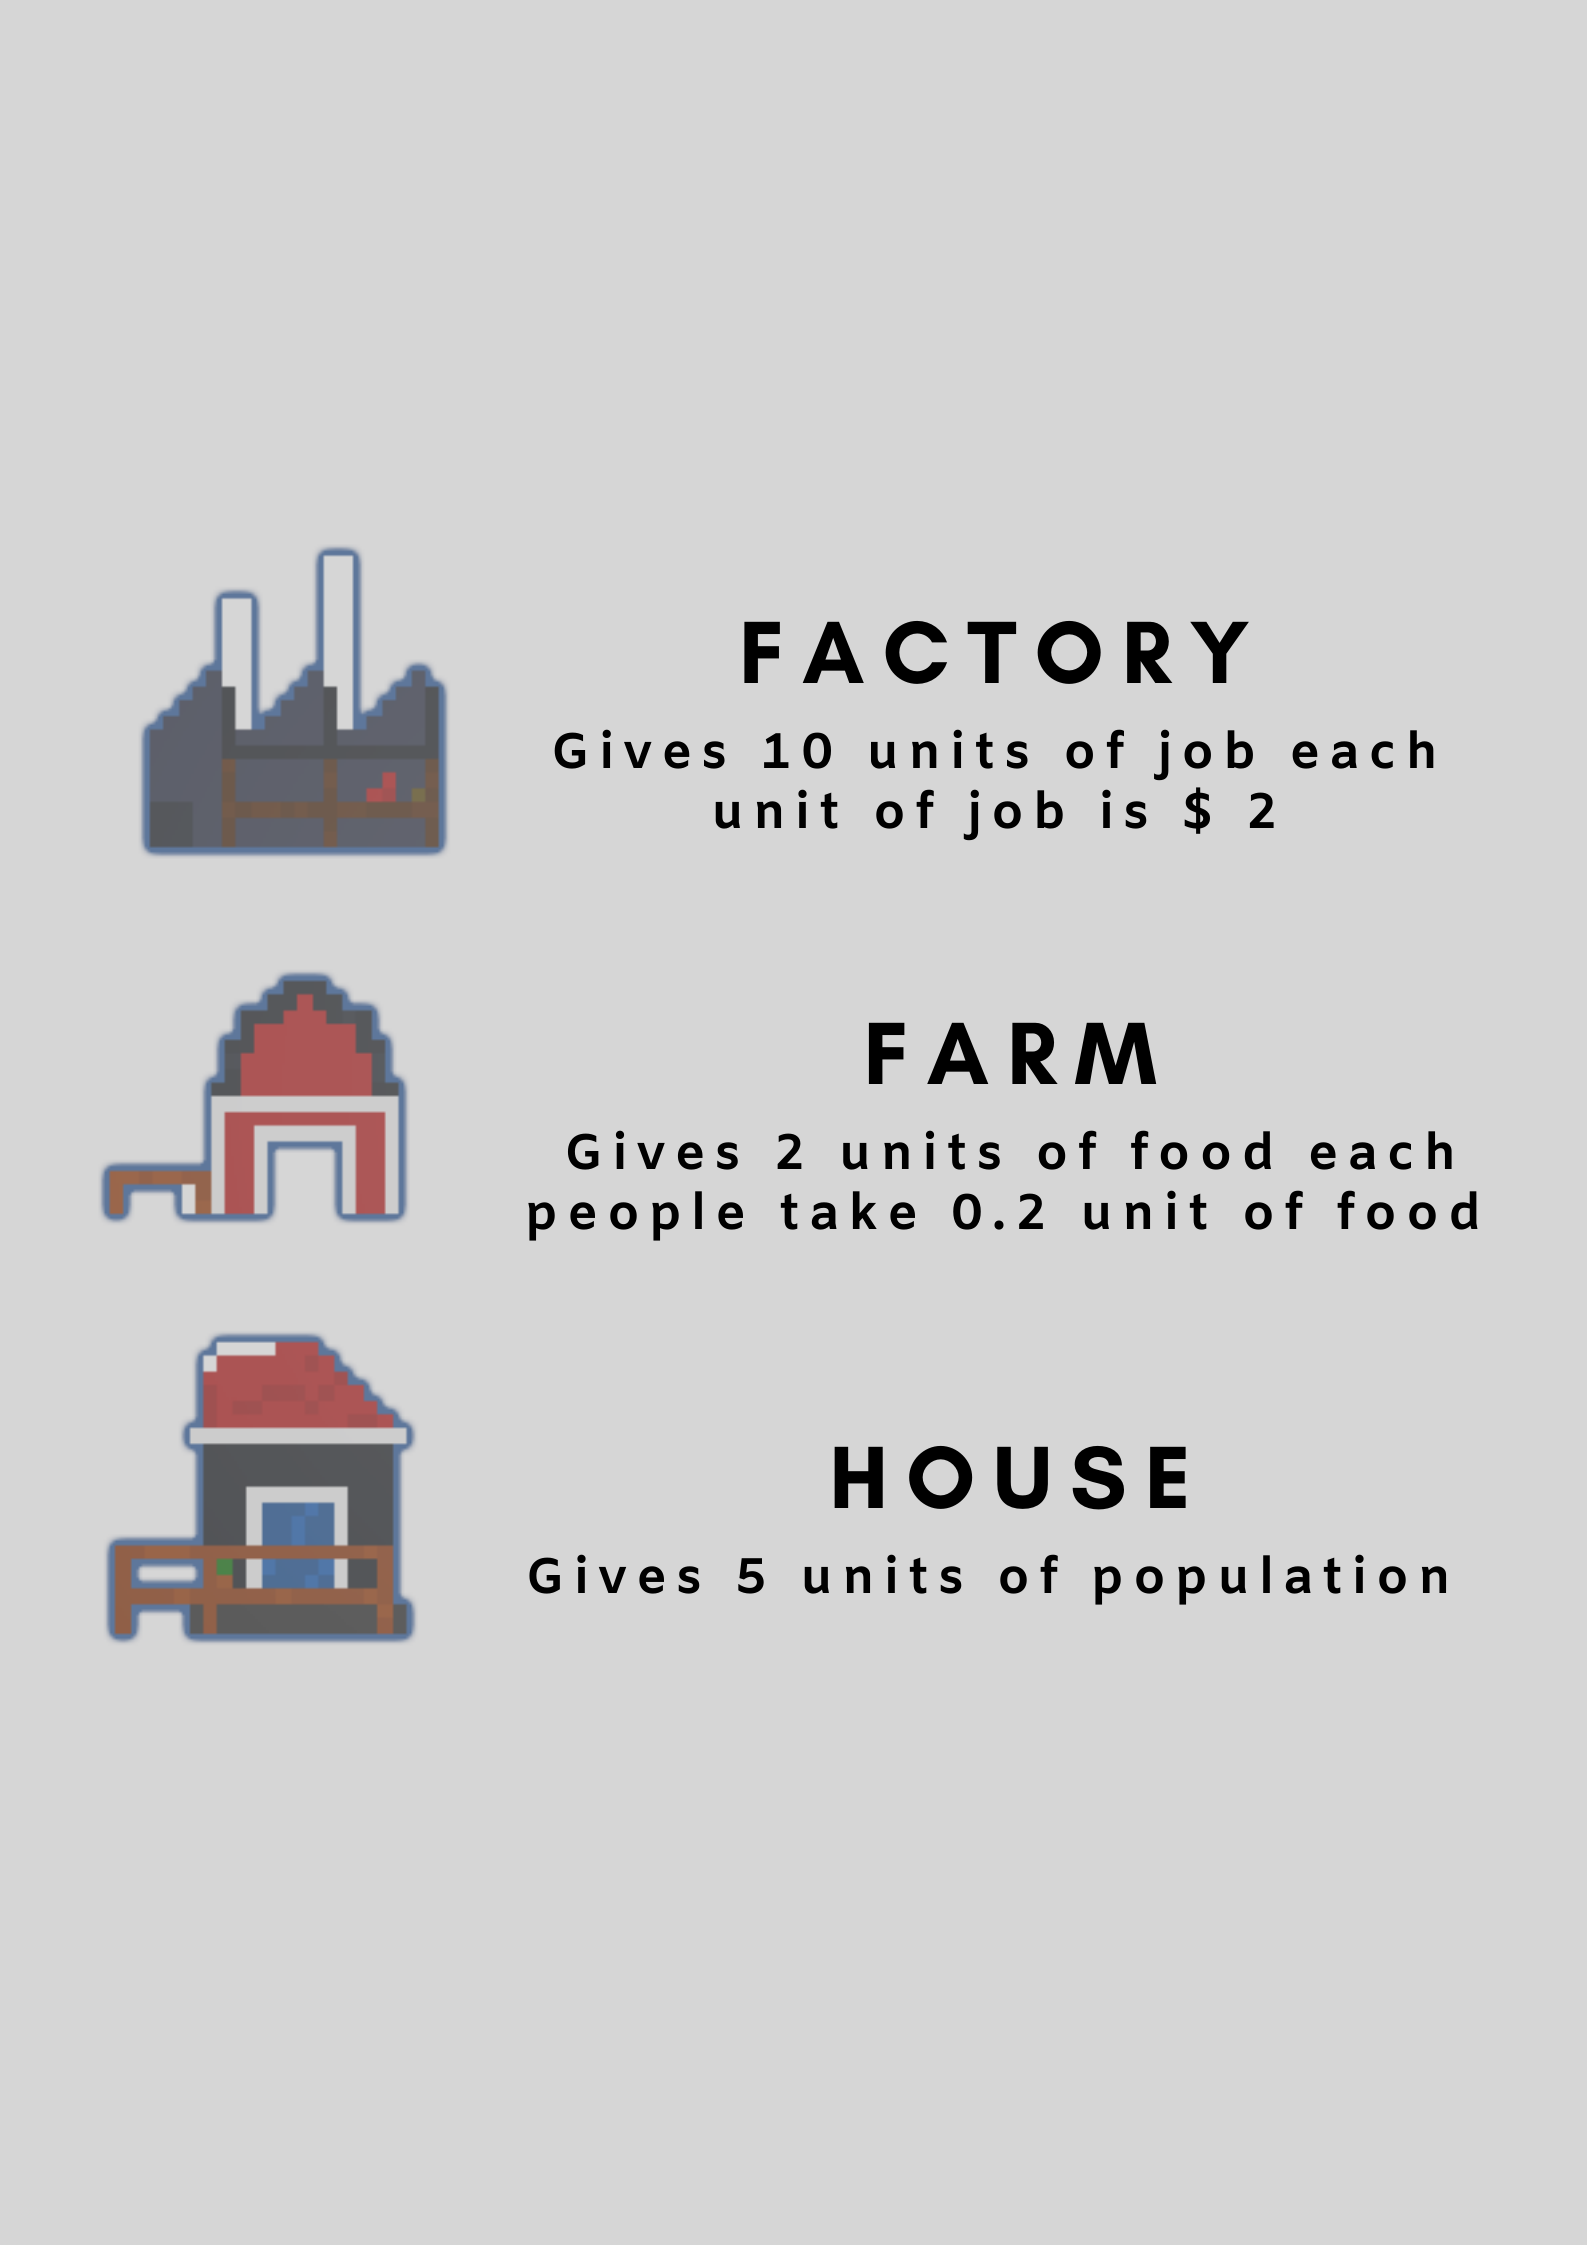 FACTORY
Gives 10 units of job each
unit of job is $ 2
FARM
Gives 2 units of food each
people take 0.2 unit of food
HOUSE
Gives 5 units of population